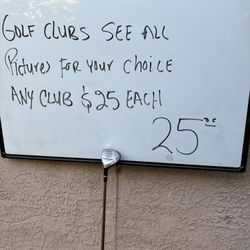 GOLF CLUBS SEE ALL
Pictures FOR YOUR CHOICE
ANY CLUB $25 EACH
25.00